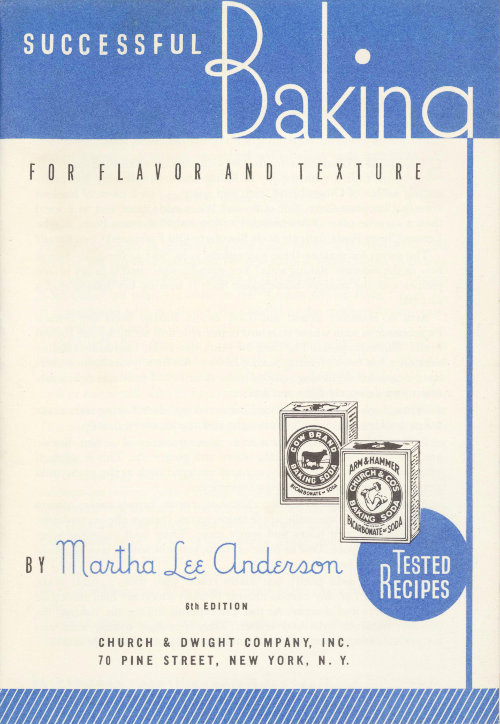 SUCCESSFUL Baking
FOR FLAVOR AND TEXTURE
COW BRAND
BAKING SODA
BICARBONATE OF SODA
ARM & HAMMER
CHURCH & CO'S
BAKING SODA
BICARBONATE OF SODA
BY Martha Lee Anderson
TESTED
RECIPES
6th EDITION
CHURCH & DWIGHT COMPANY, INC.
70 PINE STREET, NEW YORK, N. Y.